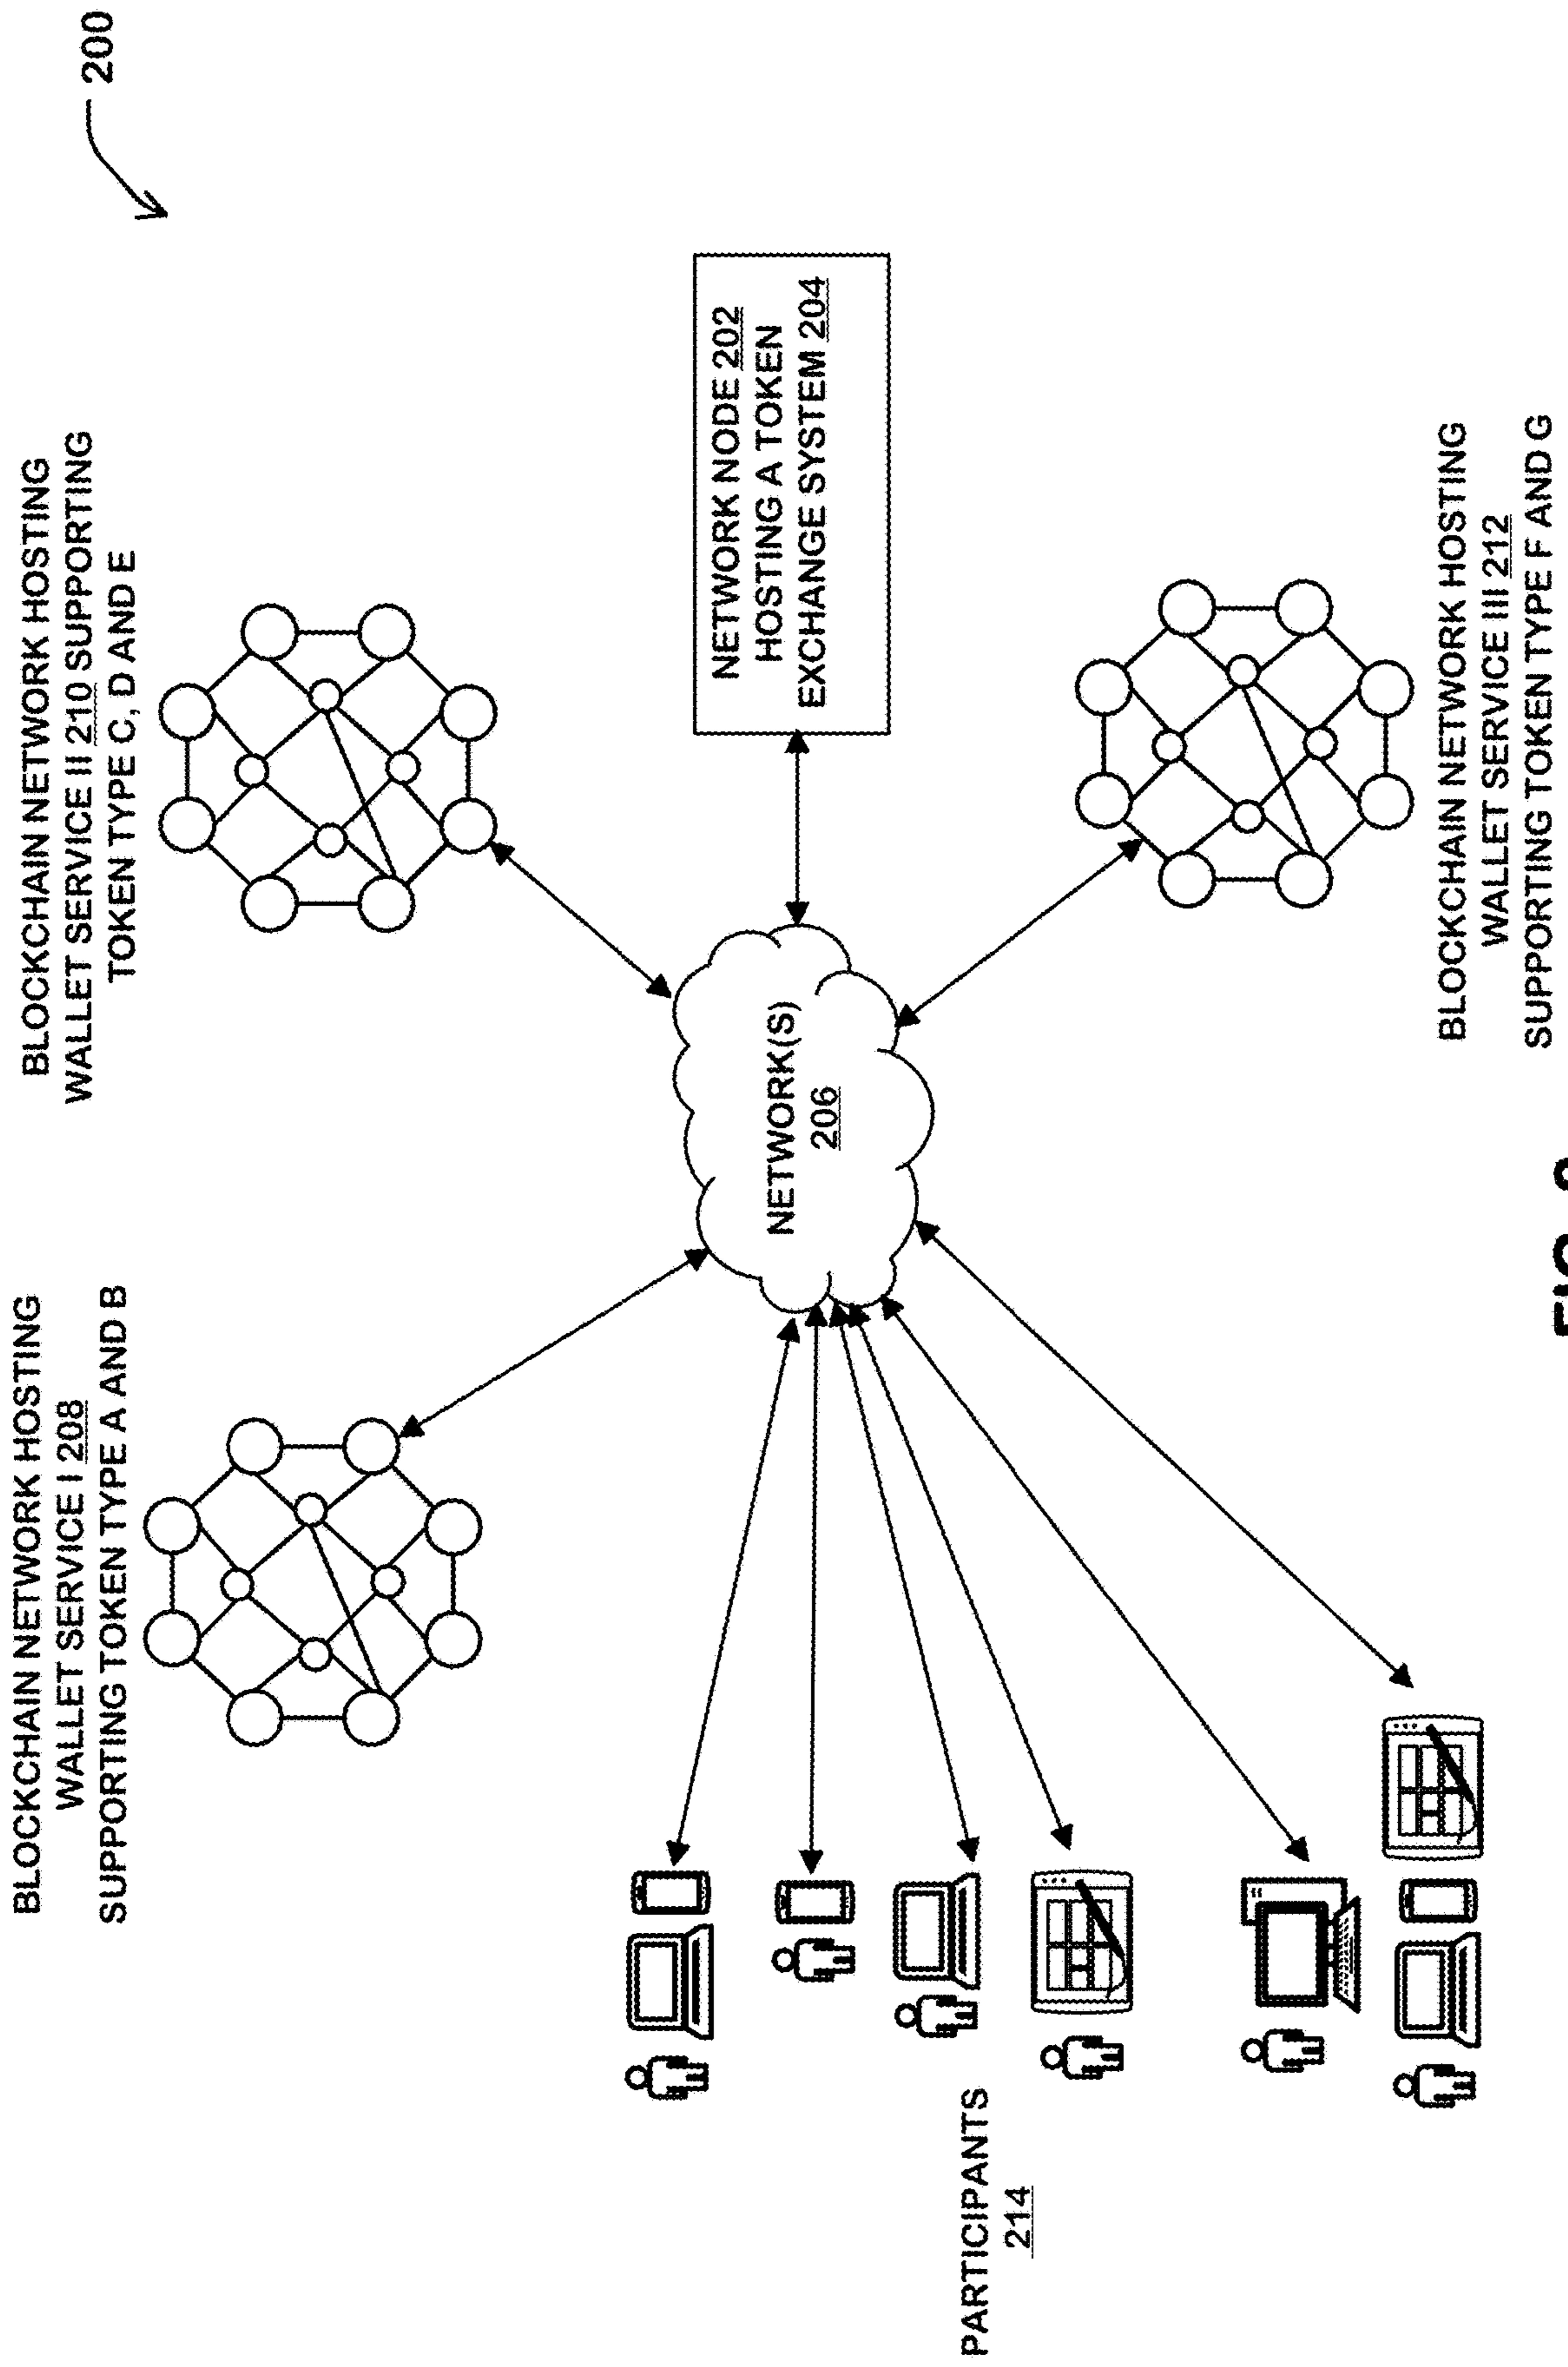 200
BLOCKCHAIN NETWORK HOSTING
WALLET SERVICE I 208
SUPPORTING TOKEN TYPE A AND B
BLOCKCHAIN NETWORK HOSTING
WALLET SERVICE II 210 SUPPORTING
TOKEN TYPE C, D AND E
NETWORK(S)
206
NETWORK NODE 202
HOSTING A TOKEN
EXCHANGE SYSTEM 204
PARTICIPANTS
214
BLOCKCHAIN NETWORK HOSTING
WALLET SERVICE III 212
SUPPORTING TOKEN TYPE F AND G